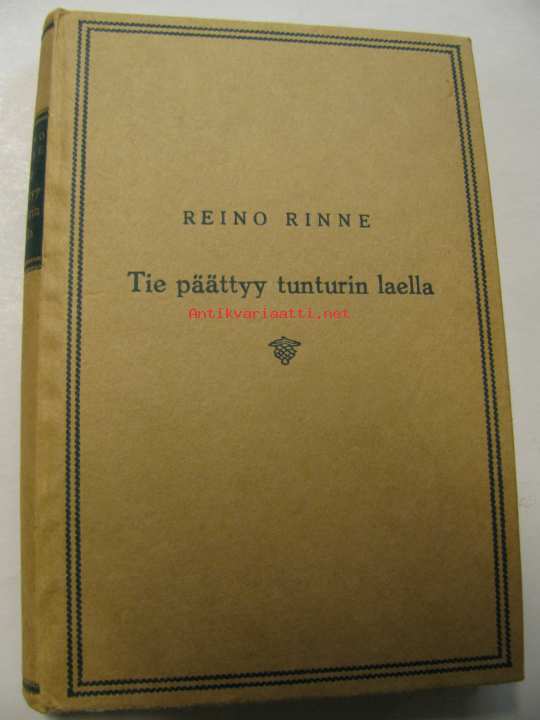 REINO RINNE
Tie päättyy tunturin laella
Antikvariaatti.net